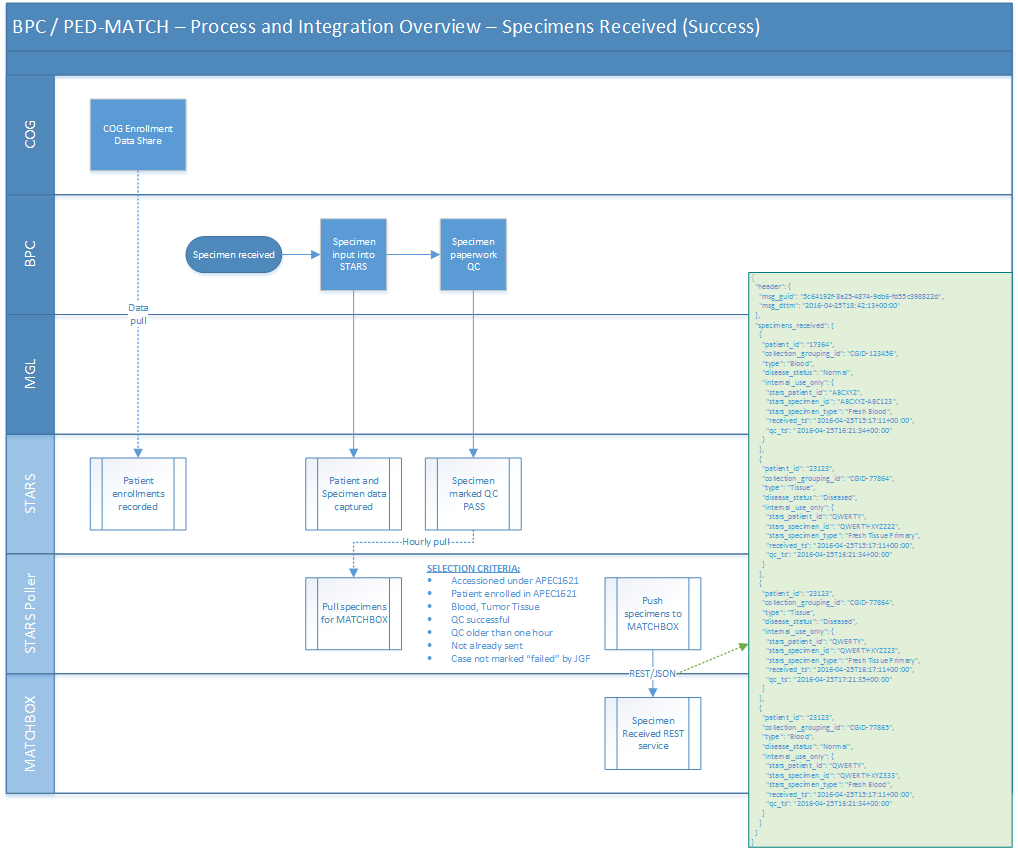 BPC / PED-MATCH – Process and Integration Overview – Specimens Received (Success)
COG
COG Enrollment
Data Share
BPC
Specimen received
Specimen
input into
STARS
Specimen
paperwork
QC
Data
pull
MGL
STARS
Patient
enrollments
recorded
Patient and
Specimen data
captured
Specimen
marked QC
PASS
Hourly pull
STARS Poller
Pull specimens
for MATCHBOX
SELECTION CRITERIA:
• Accessioned under APEC1621
• Patient enrolled in APEC1621
• Blood, Tumor Tissue
• QC successful
• QC older than one hour
• Not already sent
• Case not marked “failed” by JGF
Push
specimens to
MATCHBOX
REST/JSON
MATCHBOX
Specimen
Received REST
service
{
"header": {
"msg_guid": "5c64192f-8a25-4874-9db6-fd55c398822d",
"msg_dttm": "2016-04-25T18:42:13+00:00"
},
"specimens_received": [
{
"patient_id": "17364",
"collection_grouping_id": "CGID-123456",
"type": "Blood",
"disease_status": "Normal",
"internal_use_only": {
"stars_patient_id": "ABCXYZ",
"stars_specimen_id": "ABCXYZ-ABC123",
"stars_specimen_type": "Fresh Blood",
"received_ts": "2016-04-25T15:17:11+00:00",
"qc_ts": "2016-04-25T16:21:34+00:00"
}
},
{
"patient_id": "23123",
"collection_grouping_id": "CGID-77864",
"type": "Tissue",
"disease_status": "Diseased",
"internal_use_only": {
"stars_patient_id": "QWERTY",
"stars_specimen_id": "QWERTY-XYZ222",
"stars_specimen_type": "Fresh Tissue Primary",
"received_ts": "2016-04-25T15:17:11+00:00",
"qc_ts": "2016-04-25T16:21:34+00:00"
}
},
{
"patient_id": "23123",
"collection_grouping_id": "CGID-77864",
"type": "Tissue",
"disease_status": "Diseased",
"internal_use_only": {
"stars_patient_id": "QWERTY",
"stars_specimen_id": "QWERTY-XYZ223",
"stars_specimen_type": "Fresh Tissue Primary",
"received_ts": "2016-04-25T16:17:11+00:00",
"qc_ts": "2016-04-25T17:21:35+00:00"
}
},
{
"patient_id": "23123",
"collection_grouping_id": "CGID-77865",
"type": "Blood",
"disease_status": "Normal",
"internal_use_only": {
"stars_patient_id": "QWERTY",
"stars_specimen_id": "QWERTY-XYZ333",
"stars_specimen_type": "Fresh Blood",
"received_ts": "2016-04-25T15:17:11+00:00",
"qc_ts": "2016-04-25T16:21:34+00:00"
}
}
]
}